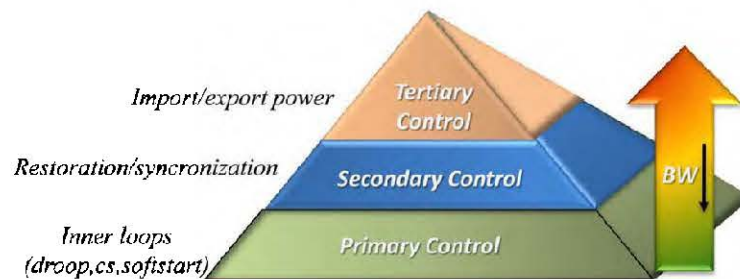 Import/export power
Tertiary
Control
Restoration/syncronization
Secondary Control
BW
Inner loops
(droop,cs,softstart)
Primary Control